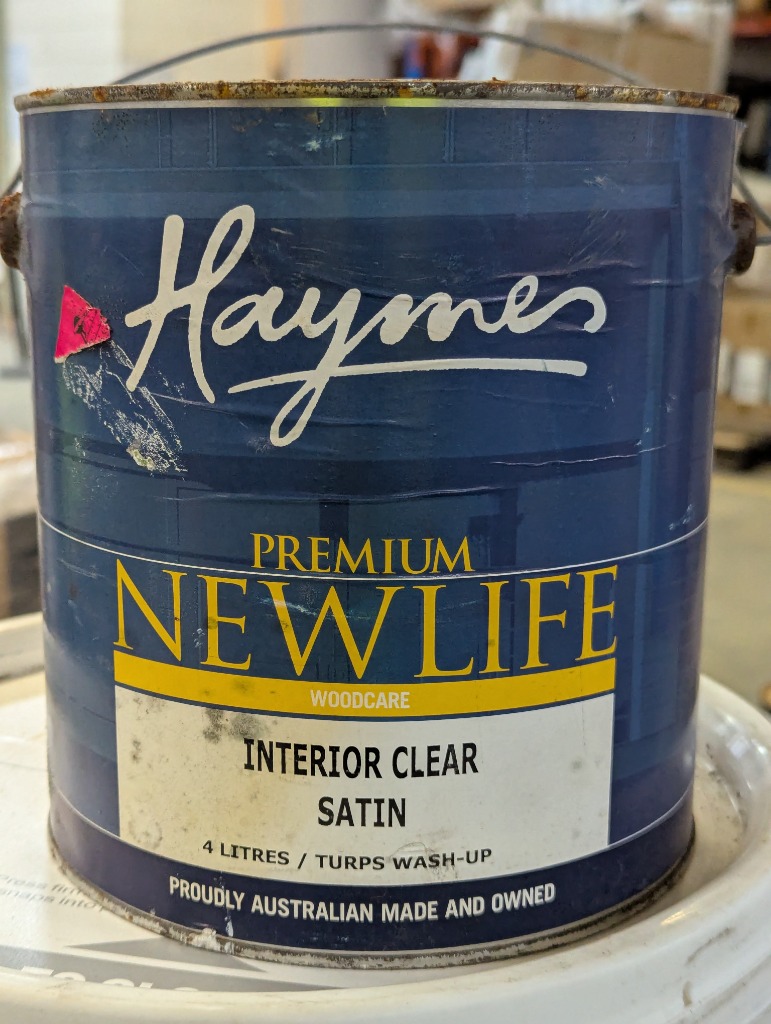 Haymes
PREMIUM
NEWLIFE
WOODCARE
INTERIOR CLEAR
SATIN
4 LITRES / TURPS WASH-UP
PROUDLY AUSTRALIAN MADE AND OWNED